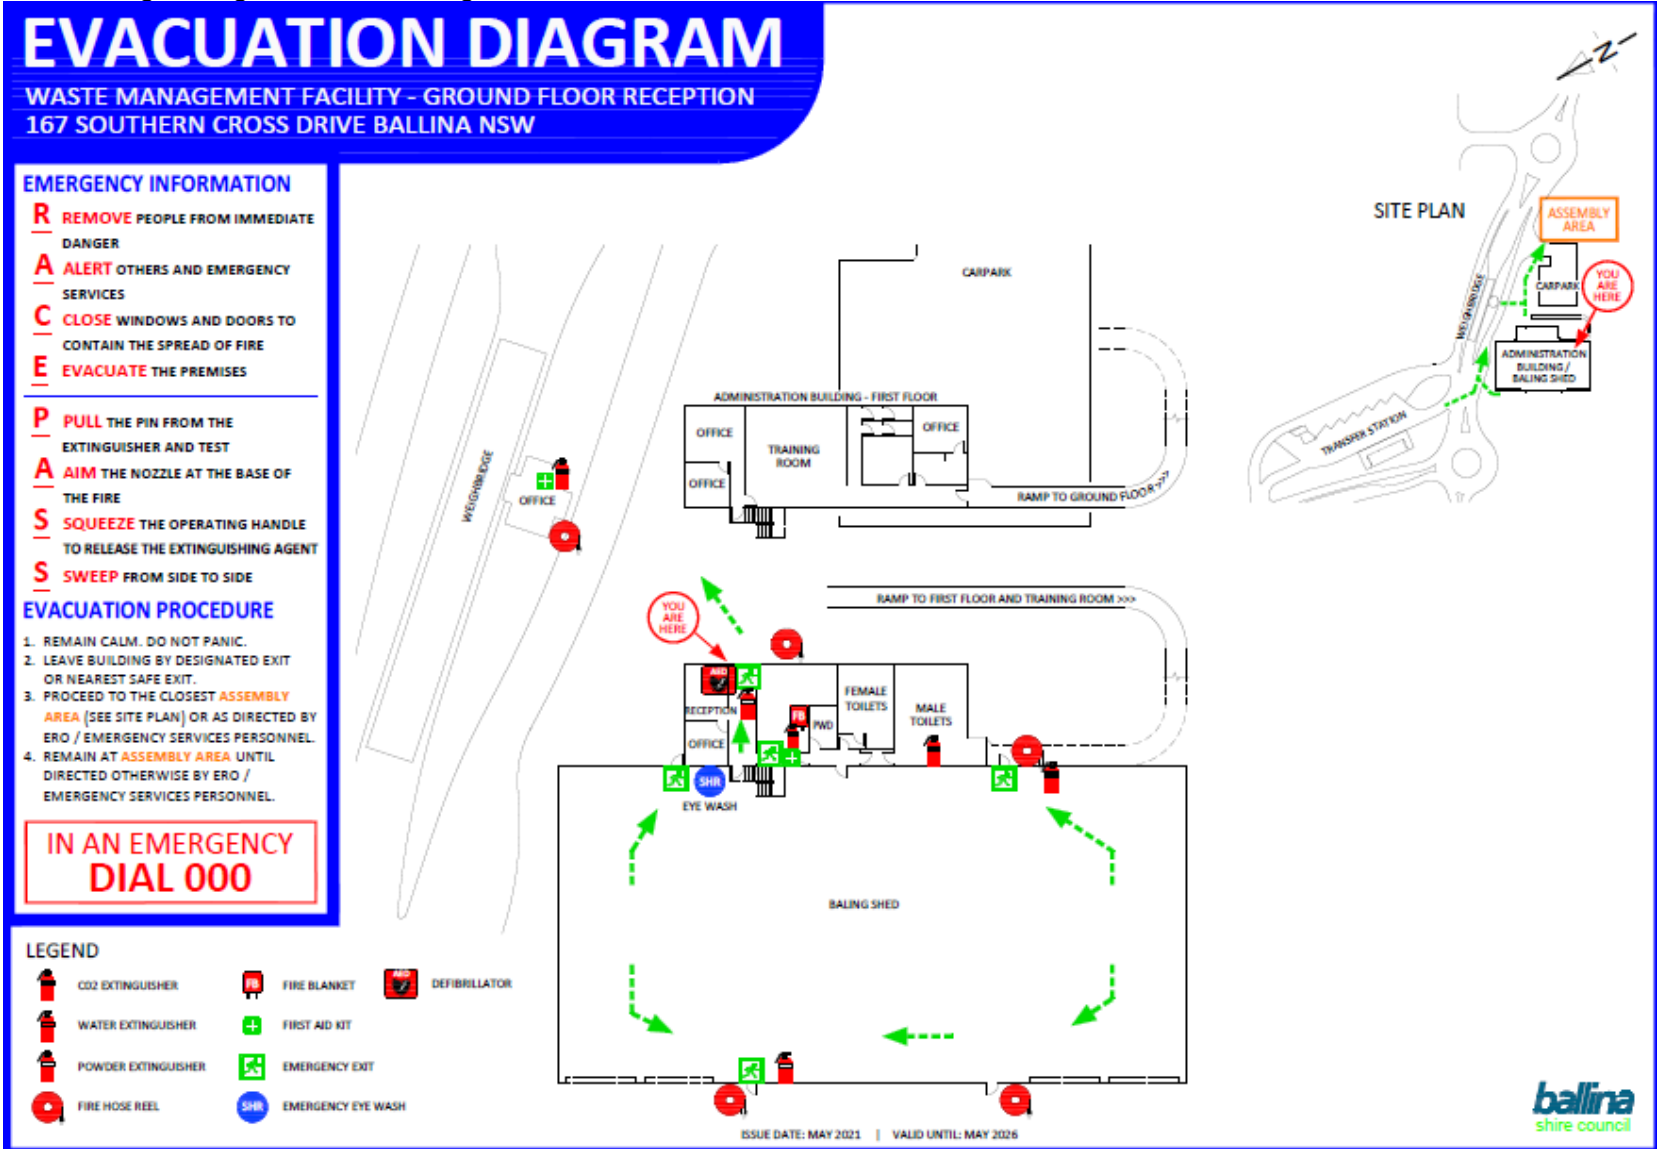 EVACUATION DIAGRAM
WASTE MANAGEMENT FACILITY - GROUND FLOOR RECEPTION
167 SOUTHERN CROSS DRIVE BALLINA NSW
EMERGENCY INFORMATION
R REMOVE PEOPLE FROM IMMEDIATE
DANGER
A ALERT OTHERS AND EMERGENCY
SERVICES
C CLOSE WINDOWS AND DOORS TO
CONTAIN THE SPREAD OF FIRE
E EVACUATE THE PREMISES
P PULL THE PIN FROM THE
EXTINGUISHER AND TEST
A AIM THE NOZZLE AT THE BASE OF
THE FIRE
S SQUEEZE THE OPERATING HANDLE
TO RELEASE THE EXTINGUISHING AGENT
S SWEEP FROM SIDE TO SIDE
EVACUATION PROCEDURE
1. REMAIN CALM. DO NOT PANIC.
2. LEAVE BUILDING BY DESIGNATED EXIT
OR NEAREST SAFE EXIT.
3. PROCEED TO THE CLOSEST ASSEMBLY
AREA (SEE SITE PLAN) OR AS DIRECTED BY
ERO / EMERGENCY SERVICES PERSONNEL.
4. REMAIN AT ASSEMBLY AREA UNTIL
DIRECTED OTHERWISE BY ERO /
EMERGENCY SERVICES PERSONNEL.
IN AN EMERGENCY
DIAL 000
LEGEND
C02 EXTINGUISHER
WATER EXTINGUISHER
POWDER EXTINGUISHER
FIRE HOSE REEL
FB FIRE BLANKET
FIRST AID KIT
EMERGENCY EXIT
SHR EMERGENCY EYE WASH
AED DEFIBRILLATOR
WEIGHBRIDGE
OFFICE
CARPARK
ADMINISTRATION BUILDING - FIRST FLOOR
OFFICE
OFFICE
TRAINING
ROOM
OFFICE
RAMP TO GROUND FLOOR >>>
RAMP TO FIRST FLOOR AND TRAINING ROOM >>>
YOU
ARE
HERE
AED
RECEPTION
OFFICE
FB
PWD
FEMALE
TOILETS
MALE
TOILETS
SHR
EYE WASH
BALING SHED
N
SITE PLAN
ASSEMBLY
AREA
YOU
ARE
HERE
CARPARK
WEIGHBRIDGE
ADMINISTRATION
BUILDING /
BALING SHED
TRANSFER STATION
ISSUE DATE: MAY 2021 | VALID UNTIL: MAY 2026
ballina
shire council